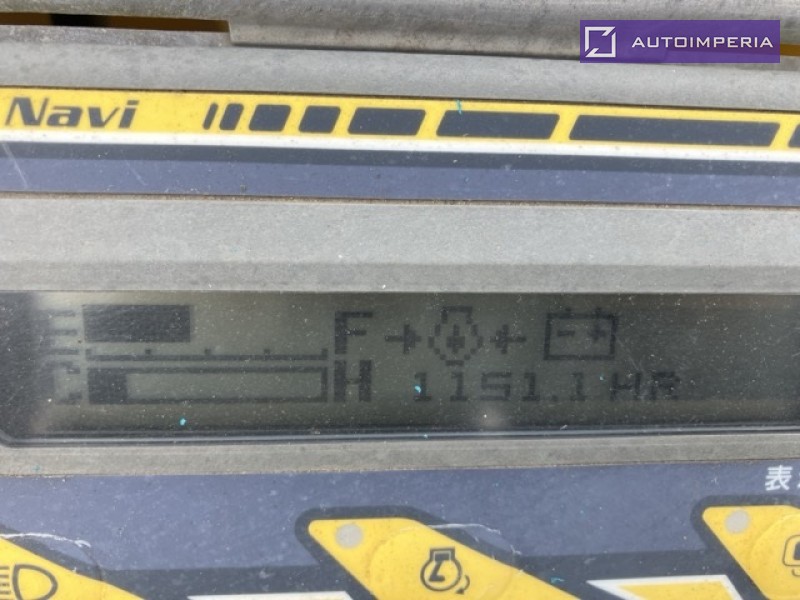 AUTOIMPERIA
Navi
E F
C H 1151.1 HR
表